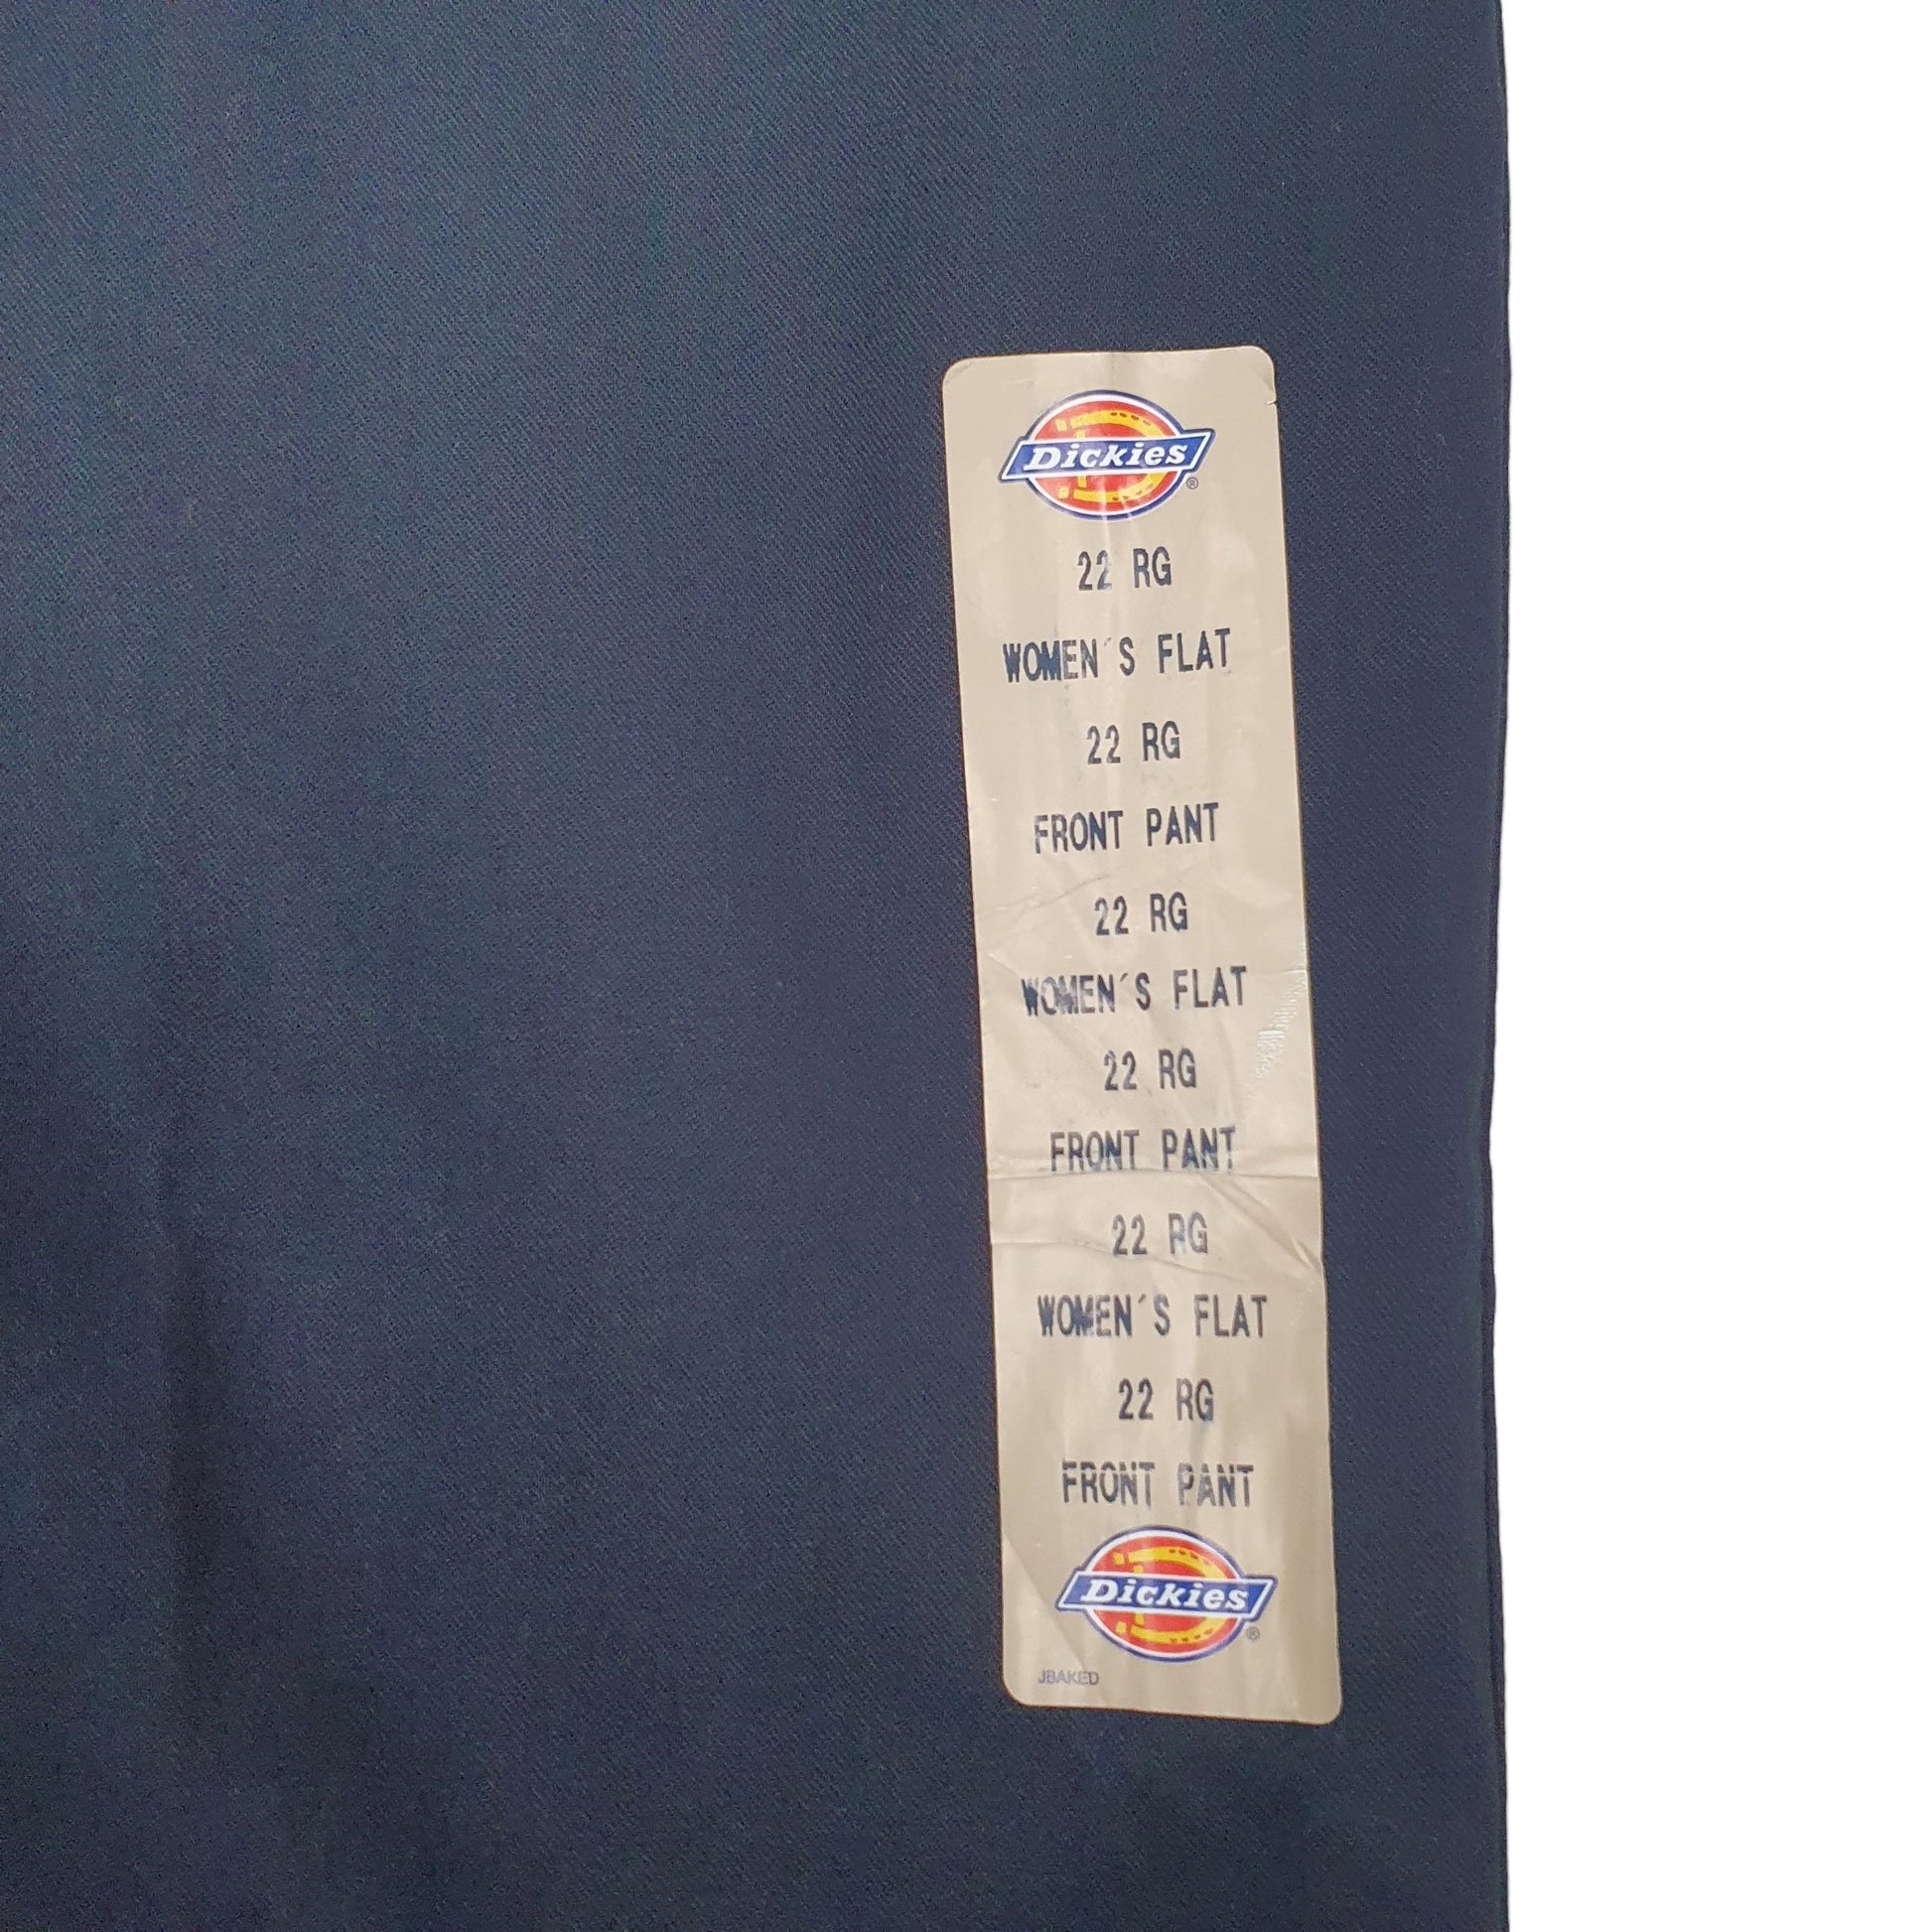 Dickies
®
22 RG
WOMEN´S FLAT
22 RG
FRONT PANT
22 RG
WOMEN´S FLAT
22 RG
FRONT PANT
22 RG
WOMEN´S FLAT
22 RG
FRONT PANT
Dickies
®
JBAKED